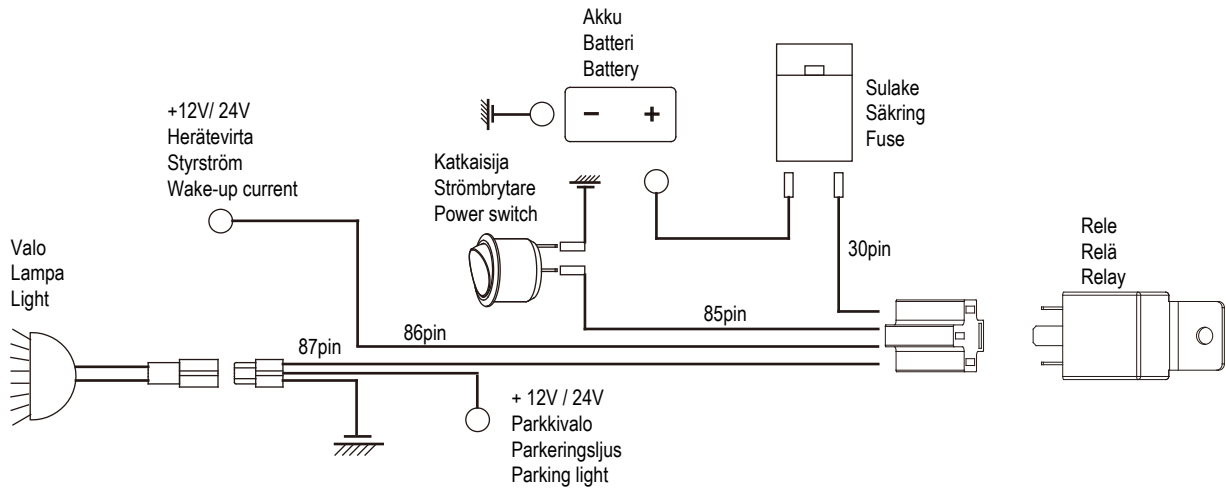 Akku
Batteri
Battery
−
+
Sulake
Säkring
Fuse
+12V/ 24V
Herätevirta
Styrström
Wake-up current
Katkaisija
Strömbrytare
Power switch
Valo
Lampa
Light
30pin
Rele
Relä
Relay
85pin
86pin
87pin
+ 12V / 24V
Parkkivalo
Parkeringsljus
Parking light